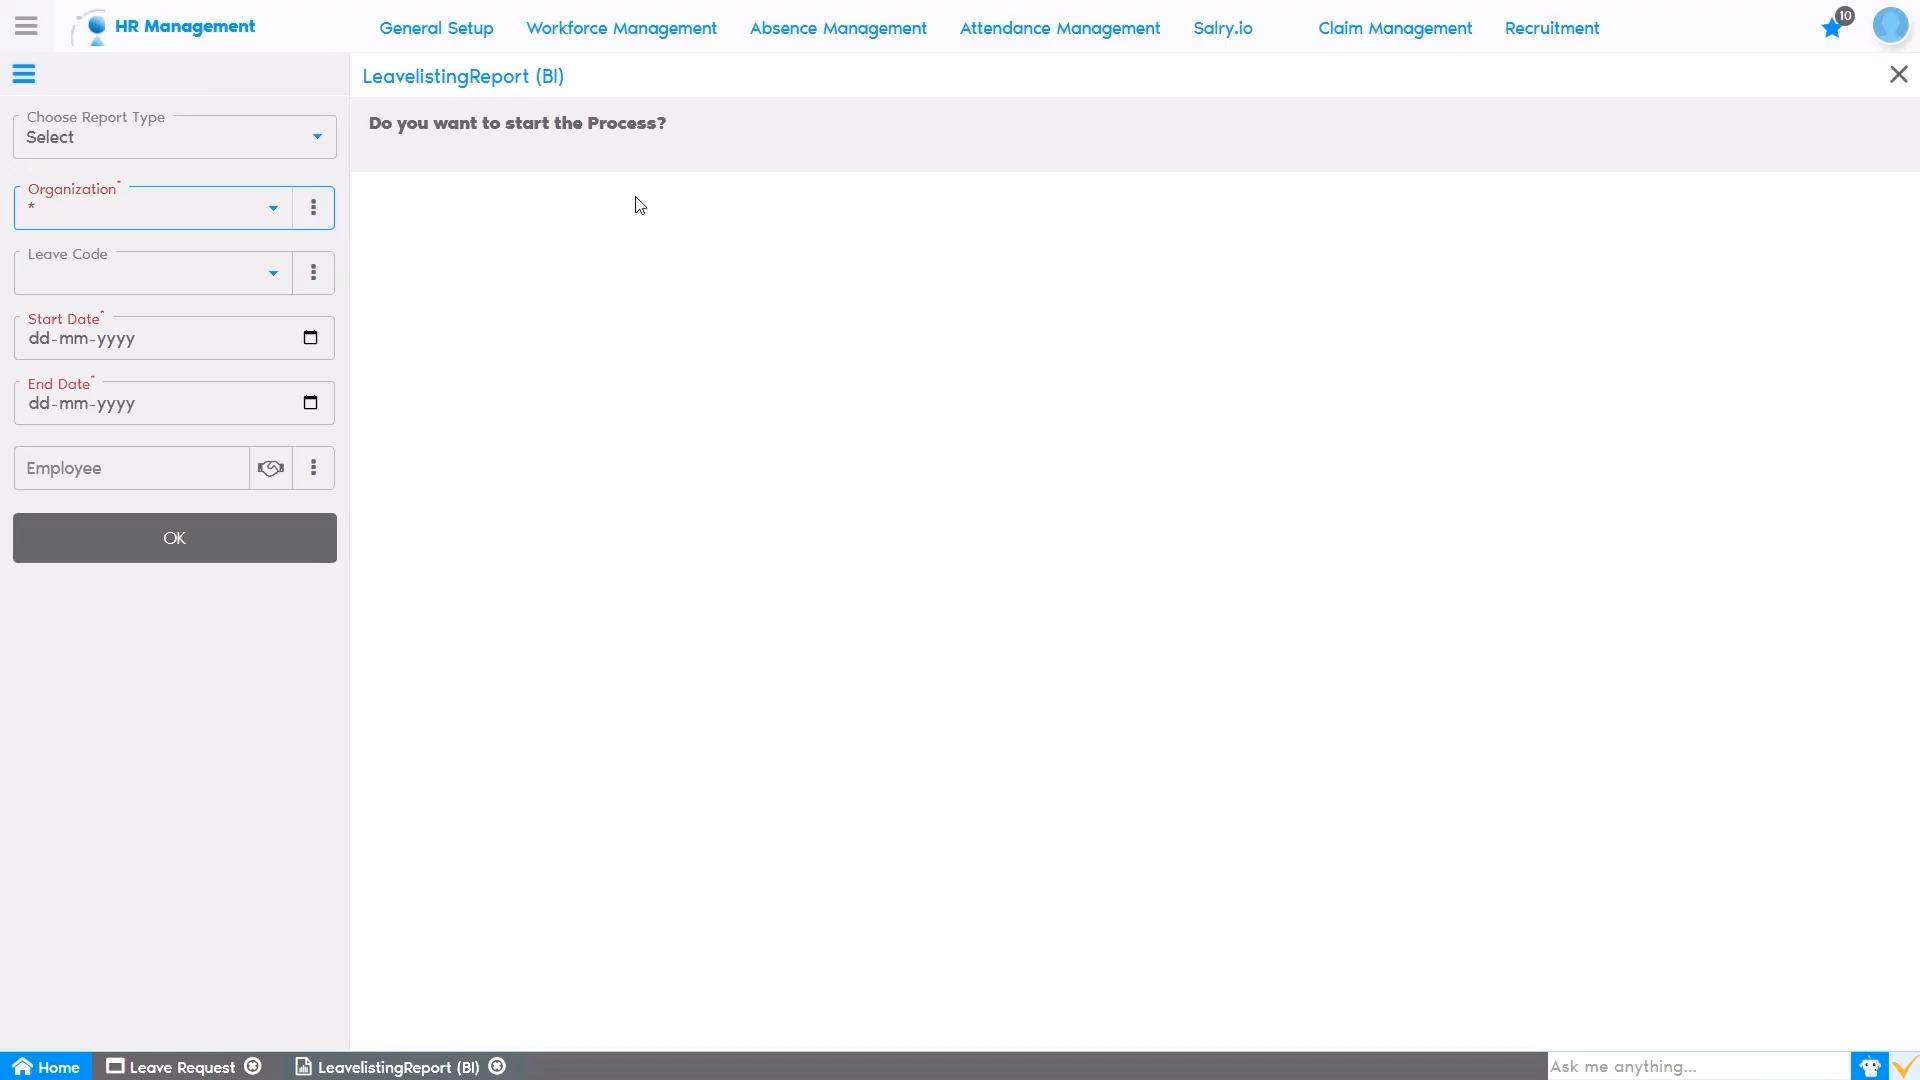 HR Management
General Setup
Workforce Management
Absence Management
Attendance Management
Salry.io
Claim Management
Recruitment
10
LeavelistingReport (BI)
Choose Report Type
Select
Do you want to start the Process?
Organization*
*
Leave Code
Start Date*
dd-mm-yyyy
End Date*
dd-mm-yyyy
Employee
OK
Home
Leave Request
LeavelistingReport (BI)
Ask me anything...